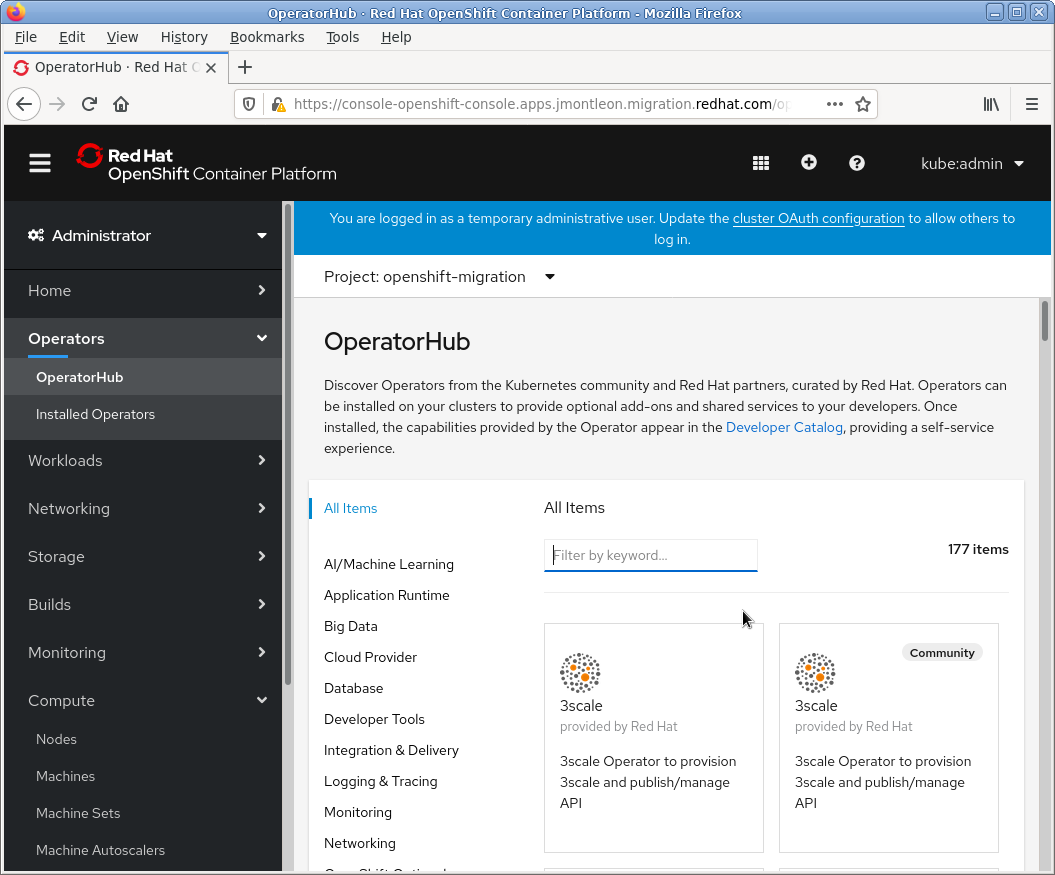 OperatorHub · Red Hat OpenShift Container Platform - Mozilla Firefox
File Edit View History Bookmarks Tools Help
OperatorHub · Red Hat
https://console-openshift-console.apps.jmontleon.migration.redhat.com/op
Red Hat
OpenShift Container Platform
kube:admin
You are logged in as a temporary administrative user. Update the cluster OAuth configuration to allow others to
log in.
Administrator
Home
Operators
OperatorHub
Installed Operators
Workloads
Networking
Storage
Builds
Monitoring
Compute
Nodes
Machines
Machine Sets
Machine Autoscalers
Project: openshift-migration
OperatorHub
Discover Operators from the Kubernetes community and Red Hat partners, curated by Red Hat. Operators can
be installed on your clusters to provide optional add-ons and shared services to your developers. Once
installed, the capabilities provided by the Operator appear in the Developer Catalog, providing a self-service
experience.
All Items
AI/Machine Learning
Application Runtime
Big Data
Cloud Provider
Database
Developer Tools
Integration & Delivery
Logging & Tracing
Monitoring
Networking
All Items
Filter by keyword...
177 items
3scale
provided by Red Hat
3scale Operator to provision
3scale and publish/manage
API
Community
3scale
provided by Red Hat
3scale Operator to provision
3scale and publish/manage
API